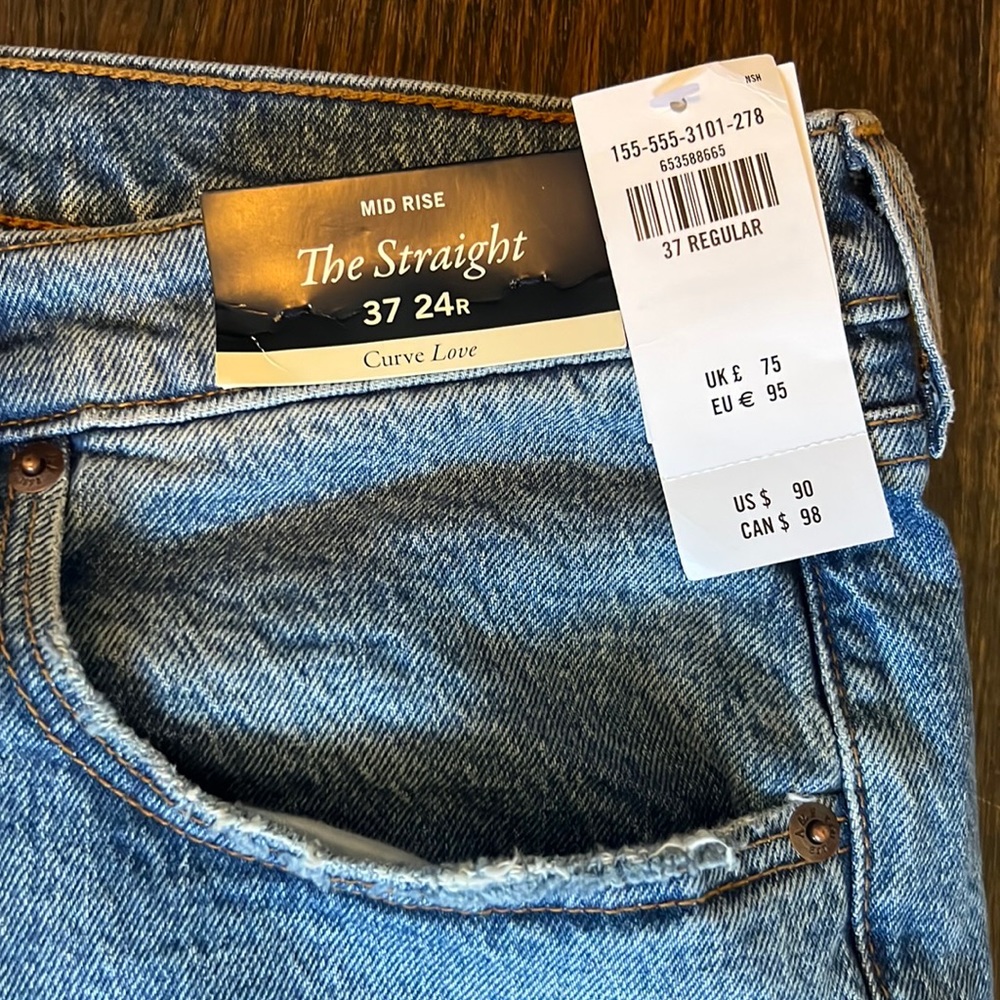 MID RISE
The Straight
37 24R
Curve Love
NSH
155-555-3101-278
653588665
37 REGULAR
UK £ 75
EU € 95
US $ 90
CAN $ 98